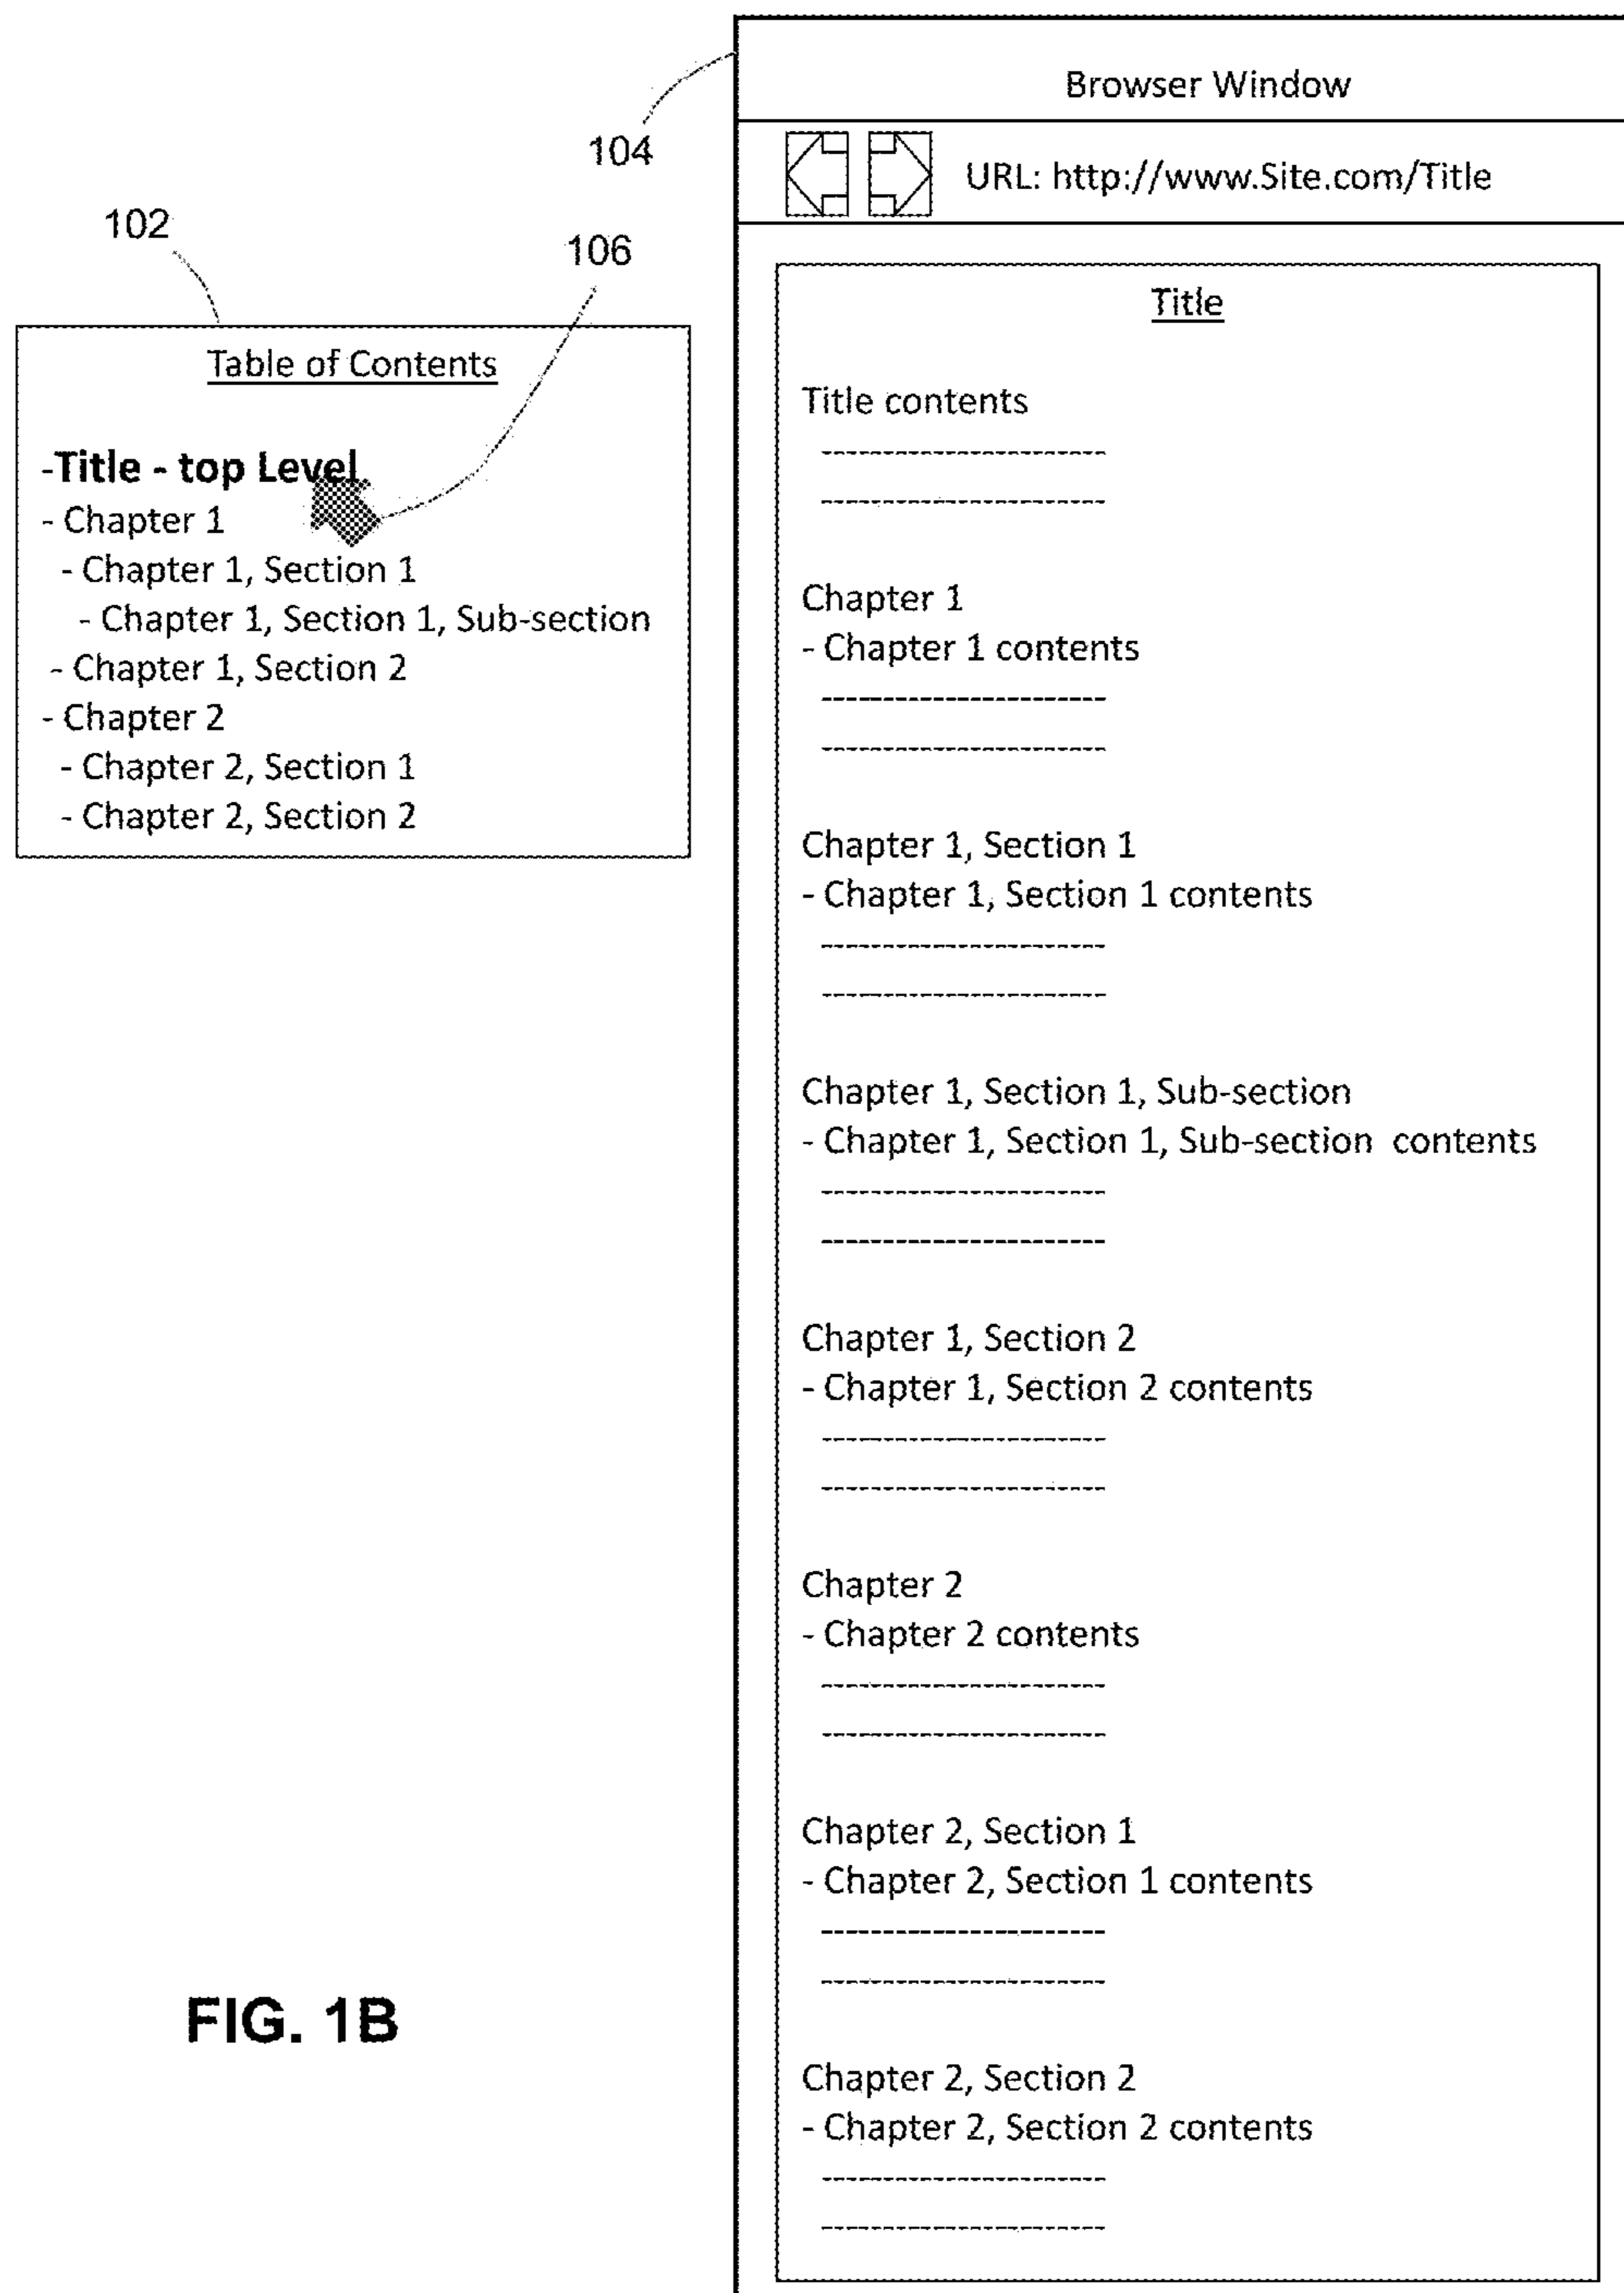 104
102
106
Table of Contents
-Title - top Level
- Chapter 1
- Chapter 1, Section 1
- Chapter 1, Section 1, Sub-section
- Chapter 1, Section 2
- Chapter 2
- Chapter 2, Section 1
- Chapter 2, Section 2
FIG. 1B
Browser Window
URL: http://www.Site.com/Title
Title
Title contents
-----------------------
-----------------------
Chapter 1
- Chapter 1 contents
-----------------------
-----------------------
Chapter 1, Section 1
- Chapter 1, Section 1 contents
-----------------------
-----------------------
Chapter 1, Section 1, Sub-section
- Chapter 1, Section 1, Sub-section contents
-----------------------
-----------------------
Chapter 1, Section 2
- Chapter 1, Section 2 contents
-----------------------
-----------------------
Chapter 2
- Chapter 2 contents
-----------------------
-----------------------
Chapter 2, Section 1
- Chapter 2, Section 1 contents
-----------------------
-----------------------
Chapter 2, Section 2
- Chapter 2, Section 2 contents
-----------------------
-----------------------